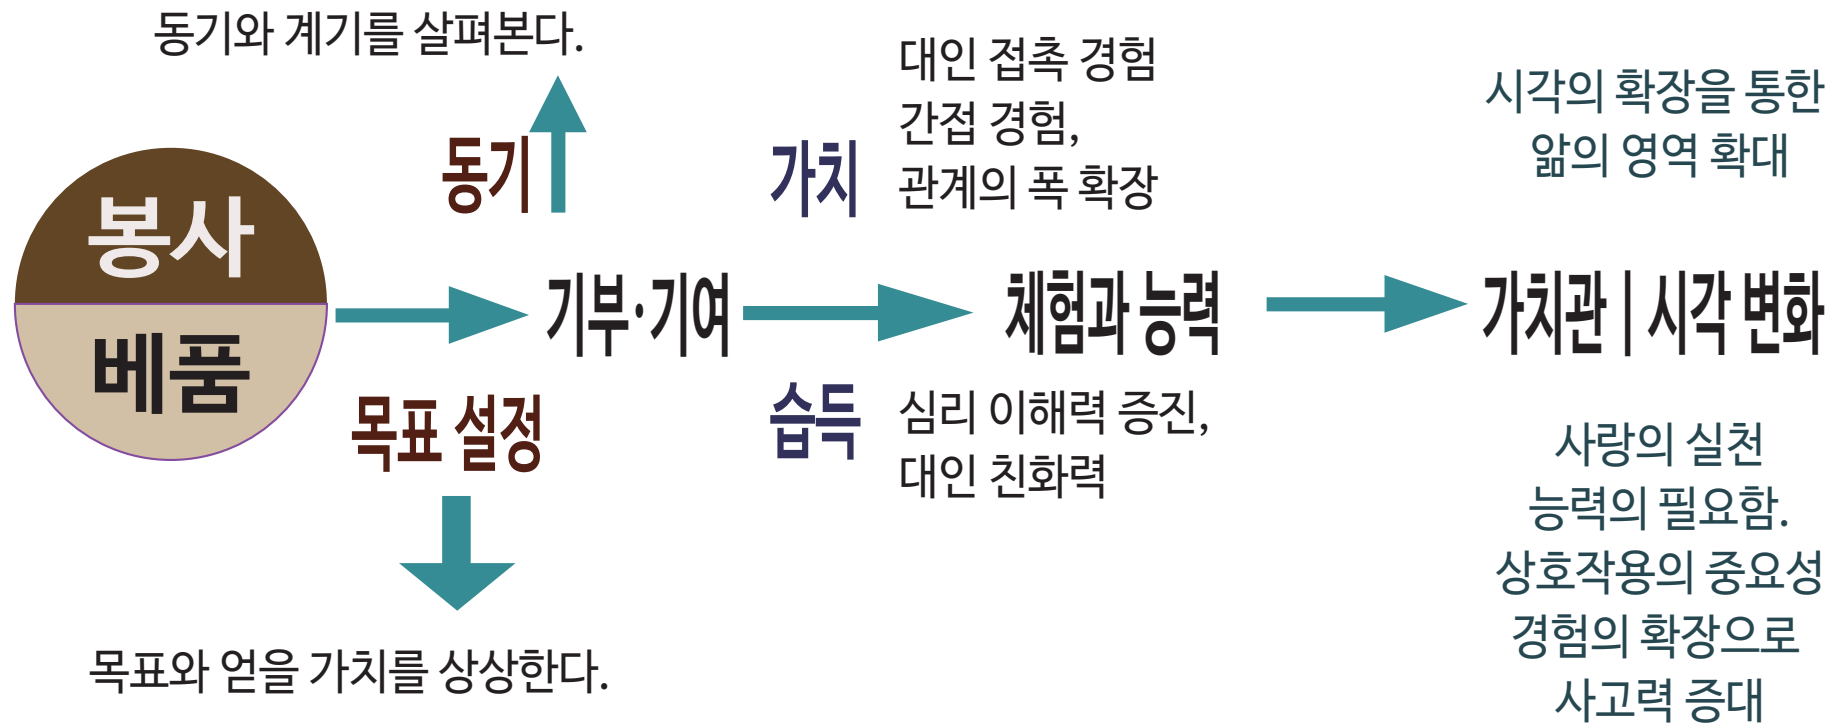 동기와 계기를 살펴본다.
동기
봉사
베품
목표 설정
목표와 얻을 가치를 상상한다.
기부·기여
가치
대인 접촉 경험
간접 경험,
관계의 폭 확장
체험과 능력
습득
심리 이해력 증진,
대인 친화력
시각의 확장을 통한
앎의 영역 확대
가치관 | 시각 변화
사랑의 실천
능력의 필요함.
상호작용의 중요성
경험의 확장으로
사고력 증대